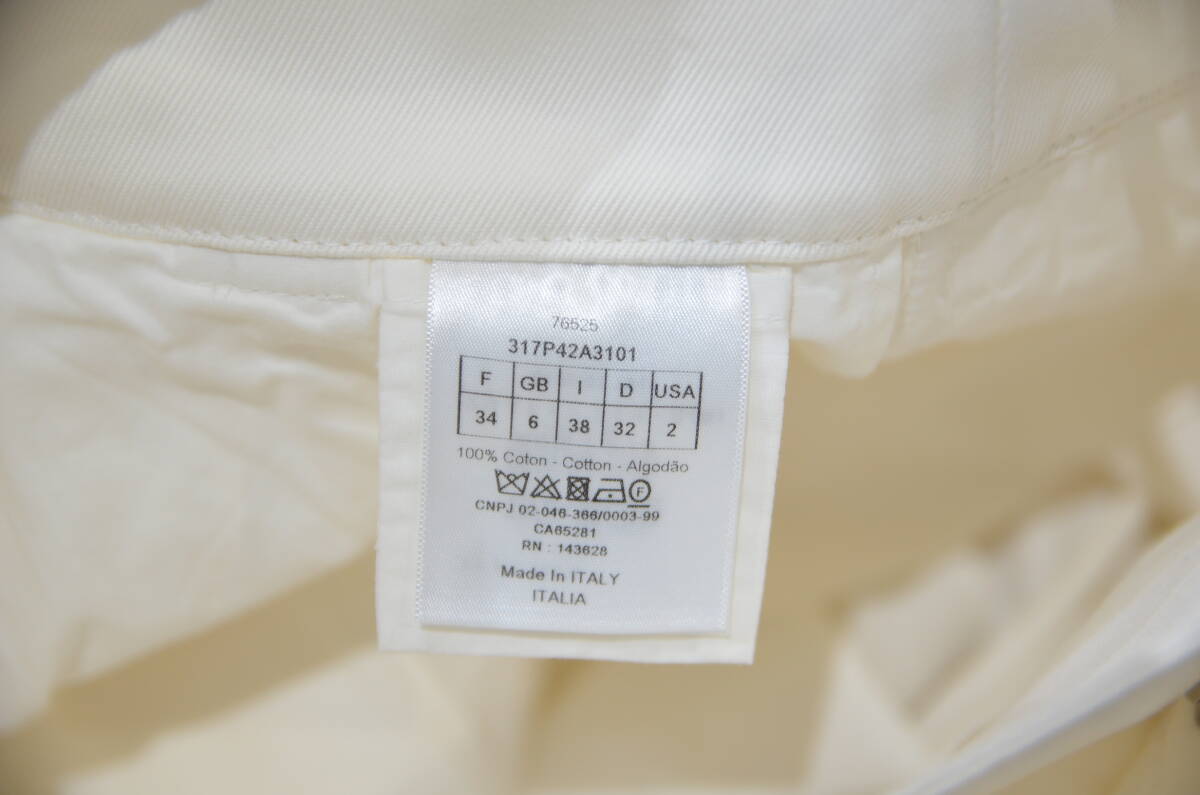 76525
317P42A3101
F GB I D USA
34 6 38 32 2
100% Coton - Cotton - Algodão
F
CNPJ 02-046-366/0003-99
CA65281
RN : 143628
Made In ITALY
ITALIA